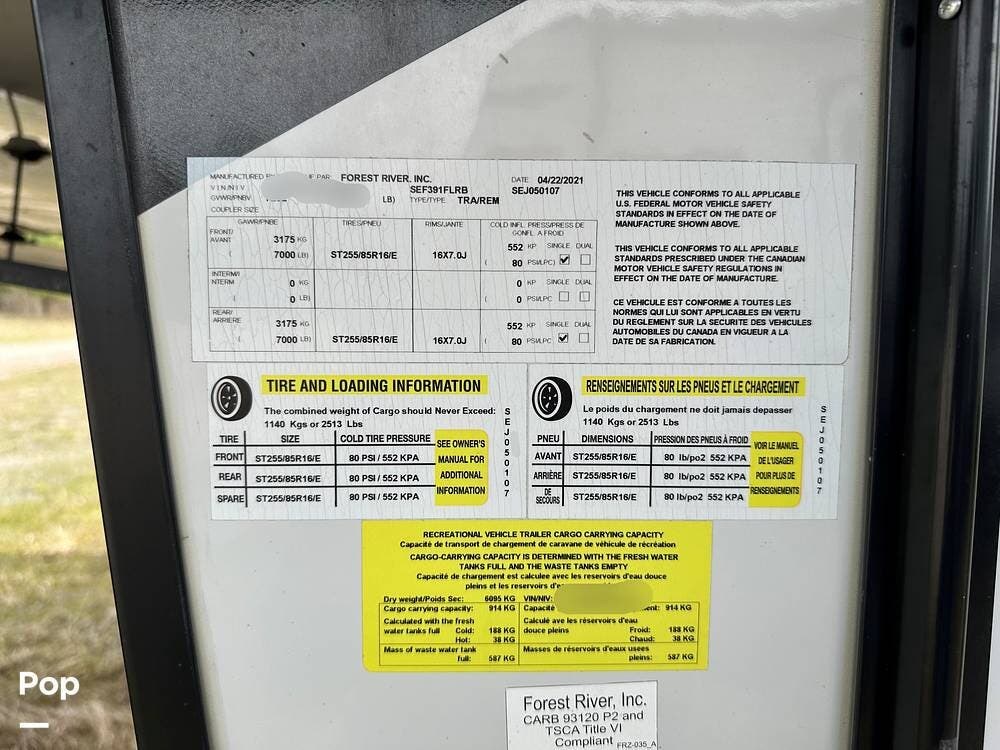 MANUFACTURED BY PAR: FOREST RIVER, INC. DATE 04/22/2021
V I N /N I V SEF391FLRB SEJ050107
GVWR/PNBV LB) TYPE/TYPE TRA/REM
COUPLER SIZE
GAWR/PNBE TIRES/PNEU RIMS/JANTE COLD INFL. PRESS/PRESS DE
GONFL. A FROID
FRONT/
AVANT 3175 KG 552 KP SINGLE DUAL
( 7000 LB) ST255/85R16/E 16X7.0J ( 80 PSI/LPC)
INTERM/I
INTERM 0 KG 0 KP SINGLE DUAL
( 0 LB) ( 0 PSI/LPC
REAR/
ARRIERE 3175 KG 552 KP SINGLE DUAL
( 7000 LB) ST255/85R16/E 16X7.0J ( 80 PSI/LPC
THIS VEHICLE CONFORMS TO ALL APPLICABLE
U.S. FEDERAL MOTOR VEHICLE SAFETY
STANDARDS IN EFFECT ON THE DATE OF
MANUFACTURE SHOWN ABOVE.
THIS VEHICLE CONFORMS TO ALL APPLICABLE
STANDARDS PRESCRIBED UNDER THE CANADIAN
MOTOR VEHICLE SAFETY REGULATIONS IN
EFFECT ON THE DATE OF MANUFACTURE.
CE VEHICULE EST CONFORME A TOUTES LES
NORMES QUI LUI SONT APPLICABLES EN VERTU
DU REGLEMENT SUR LA SECURITE DES VEHICULES
AUTOMOBILES DU CANADA EN VIGUEUR A LA
DATE DE SA FABRICATION.
TIRE AND LOADING INFORMATION
The combined weight of Cargo should Never Exceed:
1140 Kgs or 2513 Lbs
TIRE SIZE COLD TIRE PRESSURE
FRONT ST255/85R16/E 80 PSI / 552 KPA
REAR ST255/85R16/E 80 PSI / 552 KPA
SPARE ST255/85R16/E 80 PSI / 552 KPA
SEE OWNER'S
MANUAL FOR
ADDITIONAL
INFORMATION
SEJ050107
RENSEIGNEMENTS SUR LES PNEUS ET LE CHARGEMENT
Le poids du chargement ne doit jamais depasser
1140 Kgs or 2513 Lbs
PNEU DIMENSIONS PRESSION DES PNEUS À FROID
AVANT ST255/85R16/E 80 lb/po2 552 KPA
ARRIÈRE ST255/85R16/E 80 lb/po2 552 KPA
DE
SECOURS ST255/85R16/E 80 lb/po2 552 KPA
VOIR LE MANUEL
DE L'USAGER
POUR PLUS DE
RENSEIGNEMENTS
SEJ050107
RECREATIONAL VEHICLE TRAILER CARGO CARRYING CAPACITY
Capacité de transport de chargement de caravane de véhicule de récréation
CARGO-CARRYING CAPACITY IS DETERMINED WITH THE FRESH WATER
TANKS FULL AND THE WASTE TANKS EMPTY
Capacité de chargement est calculee avec les reservoirs d'eau douce
pleins et les reservoirs
Dry weight/Poids Sec: 6095 KG VIN/NIV:
Cargo carrying capacity: 914 KG Capacité 914 KG
Calculated with the fresh Calculé ave les réservoirs d'eau
water tanks full Cold: 188 KG douce pleins Froid: 188 KG
Hot: 38 KG Chaud: 38 KG
Mass of waste water tank Masses de réservoirs d'eaux usees
full: 587 KG pleins: 587 KG
Forest River, Inc.
CARB 93120 P2 and
TSCA Title VI
Compliant FRZ-035_A
Pop